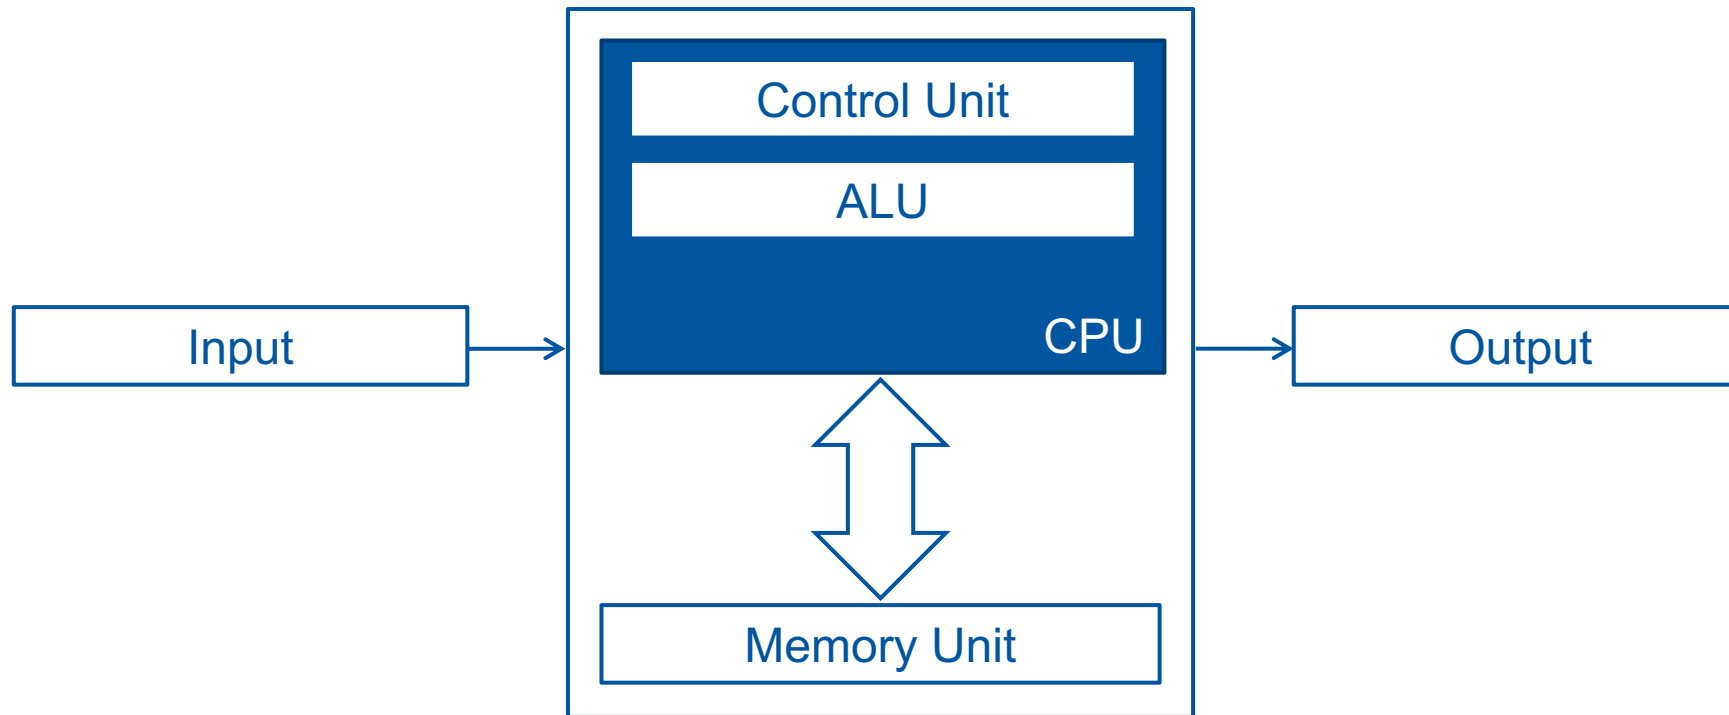 Control Unit
ALU
CPU
Input
Output
Memory Unit